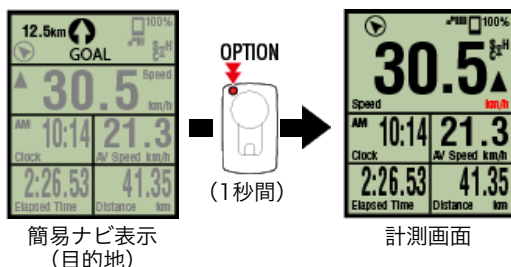 12.5km
100%
GOAL
S H
C
30.5
Speed
km/h
AM 10:14
Clock
21.3
AV Speed km/h
2:26.53
Elapsed Time
41.35
Distance km
簡易ナビ表示
（目的地）
OPTION
（1秒間）
100%
S H
C
30.5
Speed
km/h
AM 10:14
Clock
21.3
AV Speed km/h
2:26.53
Elapsed Time
41.35
Distance km
計測画面